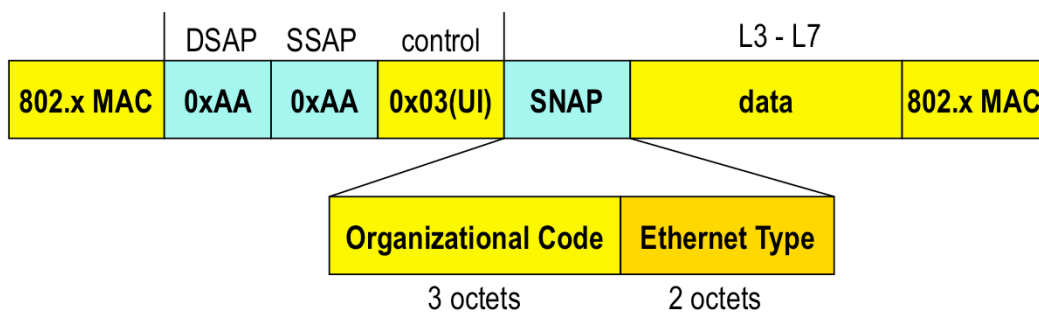 DSAP SSAP control L3 - L7
802.x MAC 0xAA 0xAA 0x03(UI) SNAP data 802.x MAC
Organizational Code Ethernet Type
3 octets 2 octets